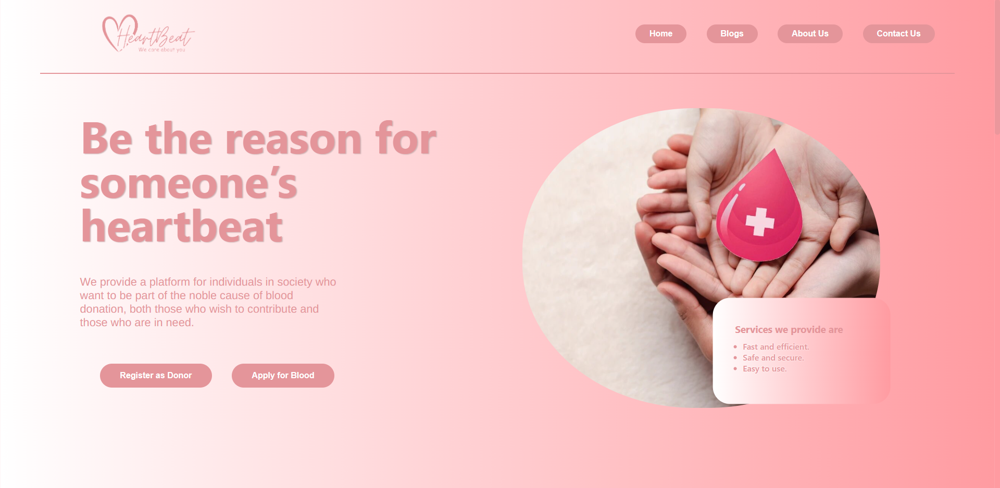 HeartBeat
We care about you
Home
Blogs
About Us
Contact Us
Be the reason for
someone’s
heartbeat
We provide a platform for individuals in society who
want to be part of the noble cause of blood
donation, both those who wish to contribute and
those who are in need.
Register as Donor
Apply for Blood
Services we provide are
Fast and efficient.
Safe and secure.
Easy to use.